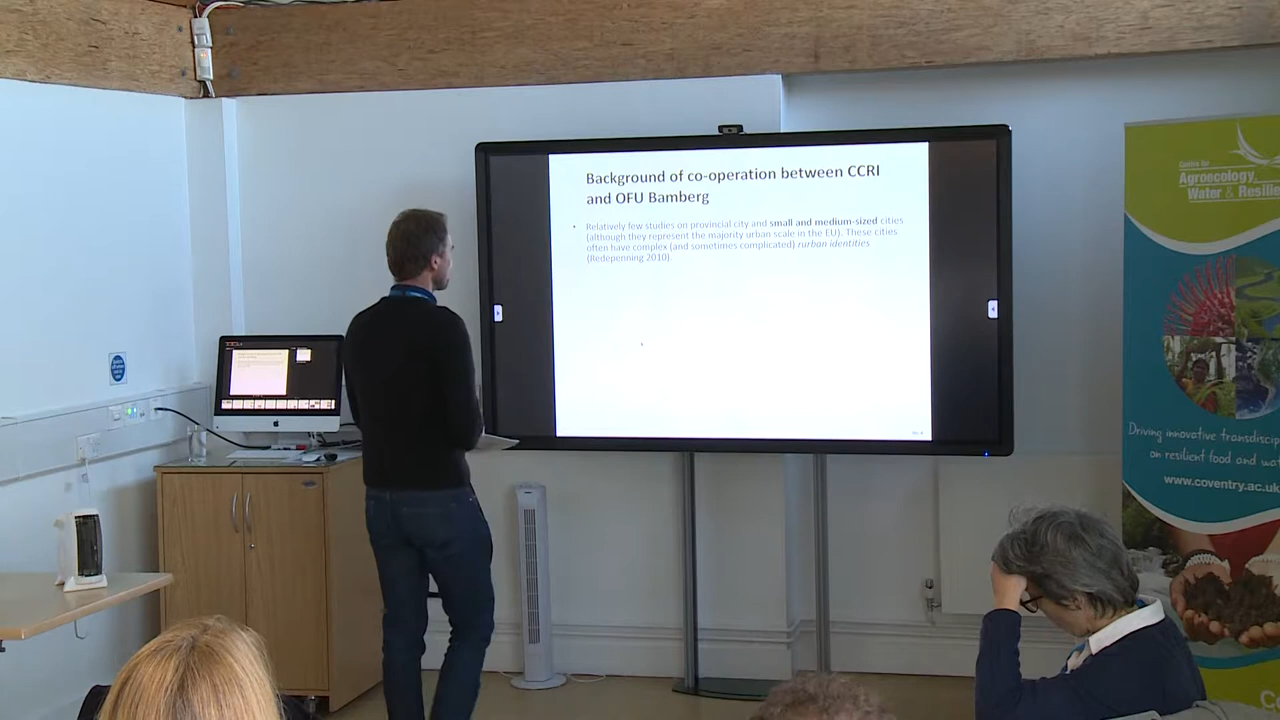 Background of co-operation between CCRI
and OFU Bamberg
• Relatively few studies on provincial city and small and medium-sized cities
(although they represent the majority urban scale in the EU). These cities
often have complex (and sometimes complicated) rurban identities
(Redepenning 2010).
Centre for
Agroecology,
Water & Resilie
Driving innovative transdiscip
on resilient food and wat
www.coventry.ac.uk